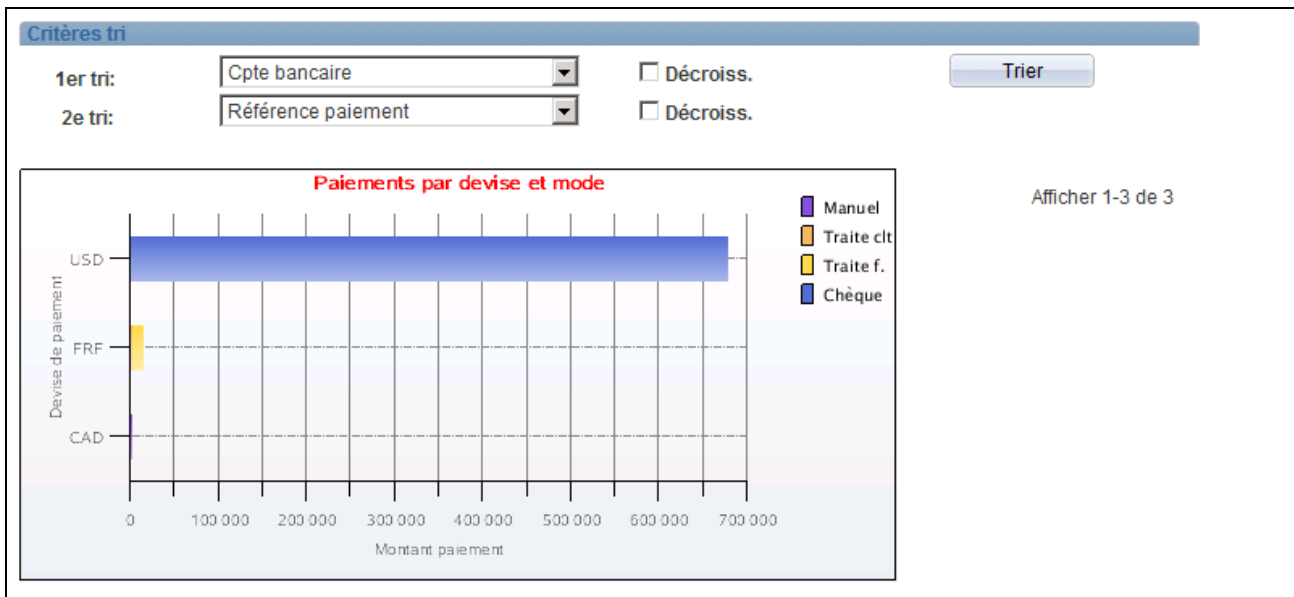 Critères tri
1er tri: Cpte bancaire Décroiss. Trier
2e tri: Référence paiement Décroiss.
Paiements par devise et mode
Afficher 1-3 de 3
Manuel
Traite clt
Traite f.
Chèque
Devise de paiement
USD
FRF
CAD
0 100 000 200 000 300 000 400 000 500 000 600 000 700 000
Montant paiement